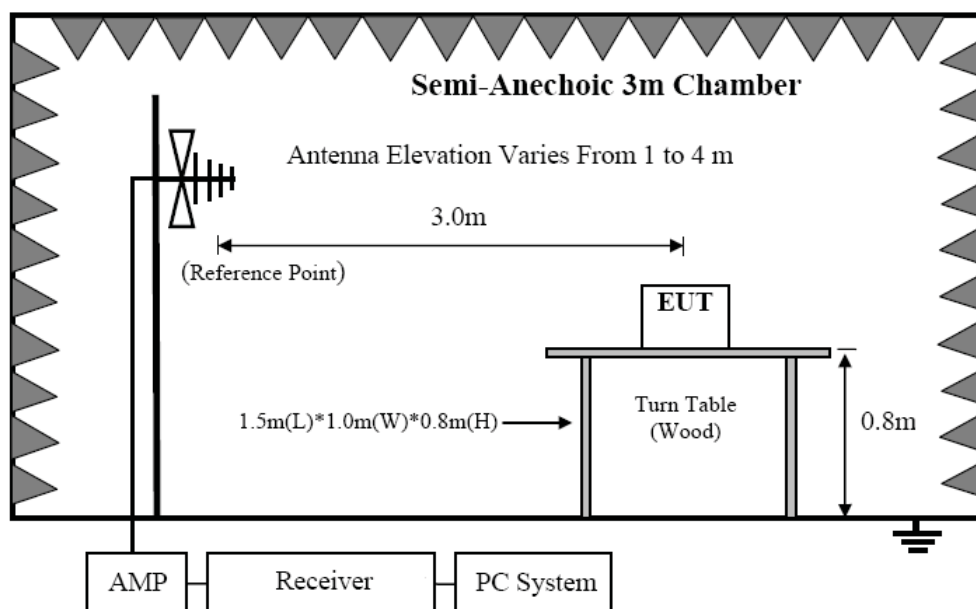 Semi-Anechoic 3m Chamber
Antenna Elevation Varies From 1 to 4 m
3.0m
(Reference Point)
EUT
1.5m(L)*1.0m(W)*0.8m(H)
Turn Table
(Wood)
0.8m
AMP
Receiver
PC System